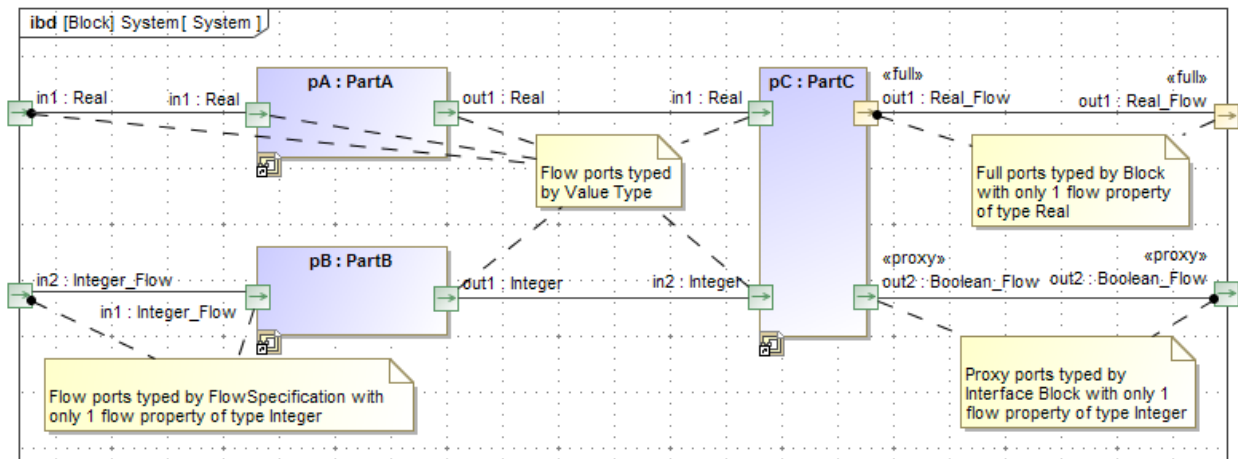 ibd [Block] System[ System ]
pA : PartA
pC : PartC
«full»
«full»
in1 : Real
in1 : Real
out1 : Real
in1 : Real
out1 : Real_Flow
out1 : Real_Flow
Flow ports typed
by Value Type
Full ports typed by Block
with only 1 flow property
of type Real
pB : PartB
«proxy»
«proxy»
in2 : Integer_Flow
in1 : Integer_Flow
out1 : Integer
in2 : Integer
out2 : Boolean_Flow
out2 : Boolean_Flow
Flow ports typed by FlowSpecification with
only 1 flow property of type Integer
Proxy ports typed by
Interface Block with only 1
flow property of type Integer